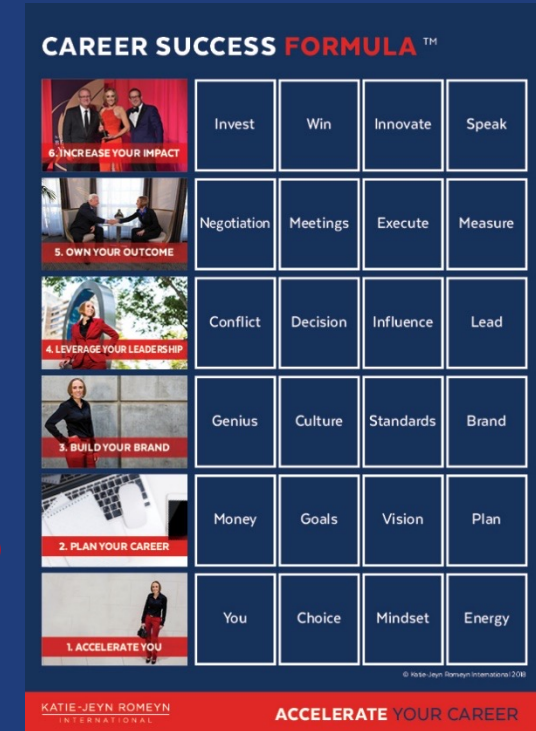 CAREER SUCCESS FORMULA ™
6. INCREASE YOUR IMPACT
Invest
Win
Innovate
Speak
5. OWN YOUR OUTCOME
Negotiation
Meetings
Execute
Measure
4. LEVERAGE YOUR LEADERSHIP
Conflict
Decision
Influence
Lead
3. BUILD YOUR BRAND
Genius
Culture
Standards
Brand
2. PLAN YOUR CAREER
Money
Goals
Vision
Plan
1. ACCELERATE YOU
You
Choice
Mindset
Energy
© Katie-Jeyn Romeyn International 2018
KATIE-JEYN ROMEYN
INTERNATIONAL
ACCELERATE YOUR CAREER